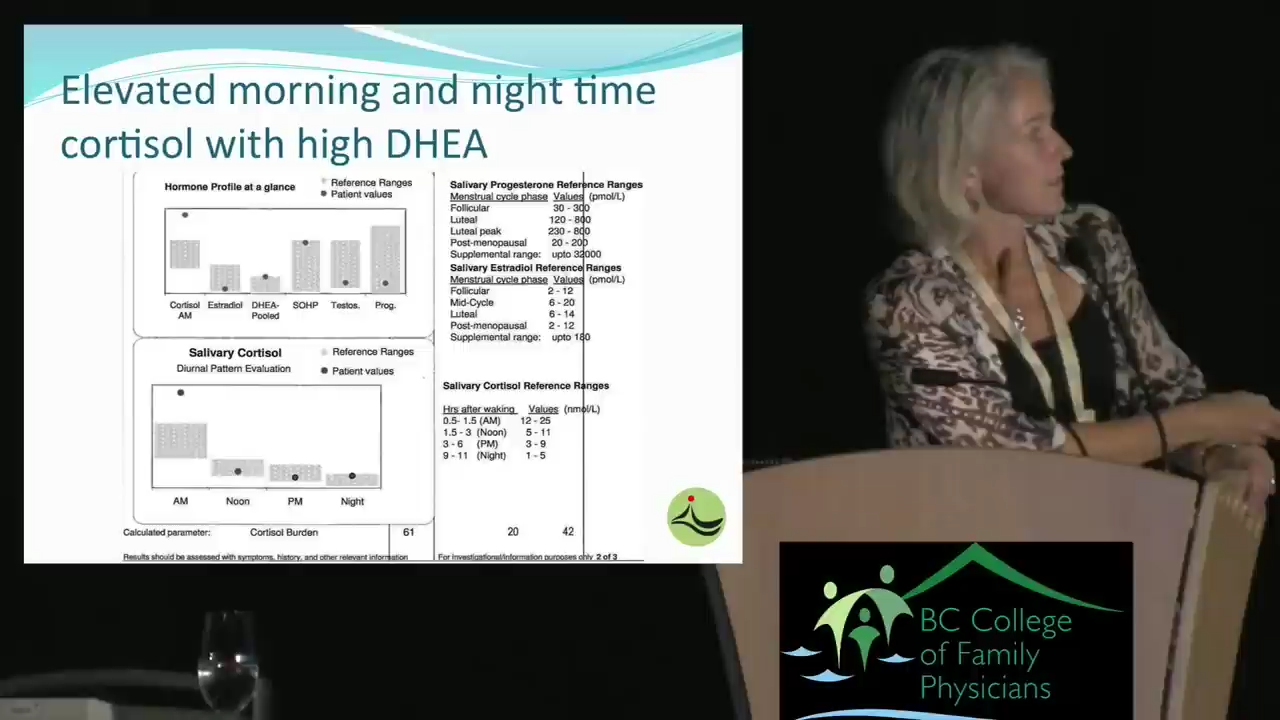 Elevated morning and night time
cortisol with high DHEA
Hormone Profile at a glance
Reference Ranges
Patient values
Cortisol AM
Estradiol
DHEA-Pooled
SOHP
Testos.
Prog.
Salivary Cortisol
Diurnal Pattern Evaluation
Reference Ranges
Patient values
AM
Noon
PM
Night
Salivary Progesterone Reference Ranges
Menstrual cycle phase Values (pmol/L)
Follicular 30 - 300
Luteal 120 - 800
Luteal peak 230 - 800
Post-menopausal 20 - 200
Supplemental range: upto 32000
Salivary Estradiol Reference Ranges
Menstrual cycle phase Values (pmol/L)
Follicular 2 - 12
Mid-Cycle 6 - 20
Luteal 6 - 14
Post-menopausal 2 - 12
Supplemental range: upto 180
Salivary Cortisol Reference Ranges
Hrs after waking Values (nmol/L)
0.5- 1.5 (AM) 12 - 25
1.5 - 3 (Noon) 5 - 11
3 - 6 (PM) 3 - 9
9 - 11 (Night) 1 - 5
Calculated parameter: Cortisol Burden 61 20 42
Results should be assessed with symptoms, history, and other relevant information
For investigational/information purposes only 2 of 3
BC College
of Family
Physicians